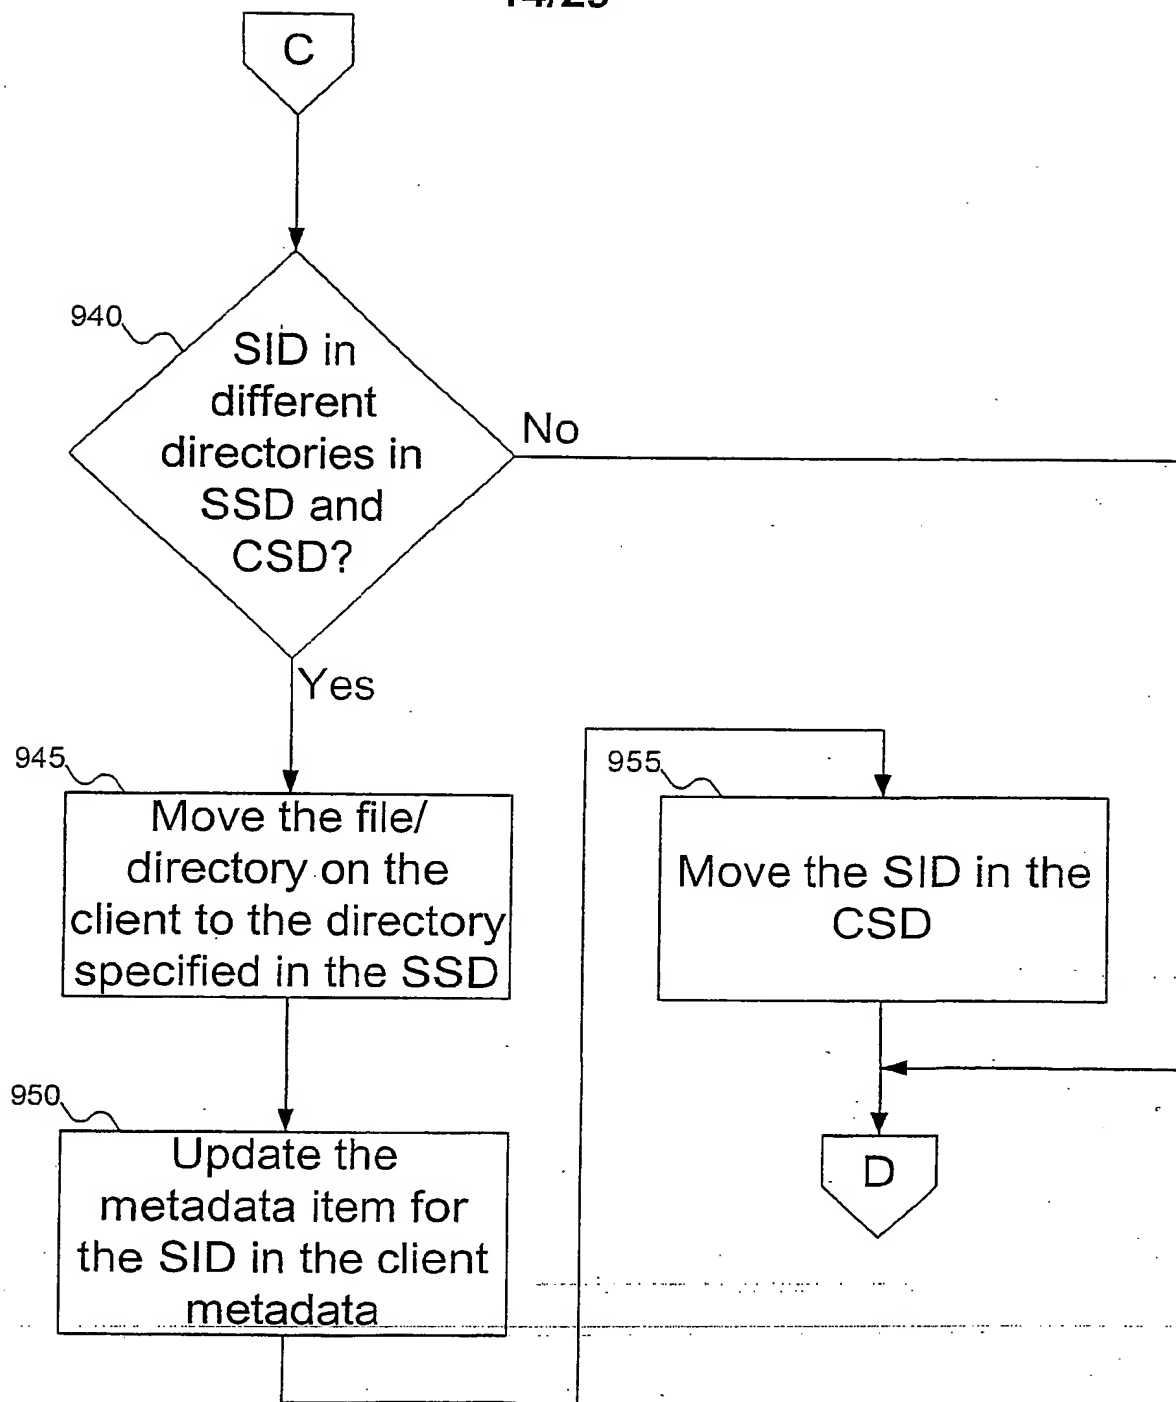 C
940
SID in
different
directories in
SSD and
CSD?
No
Yes
945
Move the file/
directory on the
client to the directory
specified in the SSD
950
Update the
metadata item for
the SID in the client
metadata
955
Move the SID in the
CSD
D